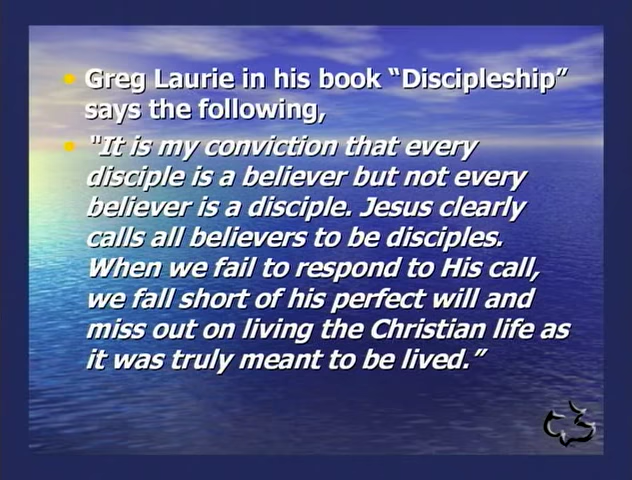 Greg Laurie in his book “Discipleship”
says the following,
“It is my conviction that every
disciple is a believer but not every
believer is a disciple. Jesus clearly
calls all believers to be disciples.
When we fail to respond to His call,
we fall short of his perfect will and
miss out on living the Christian life as
it was truly meant to be lived.”